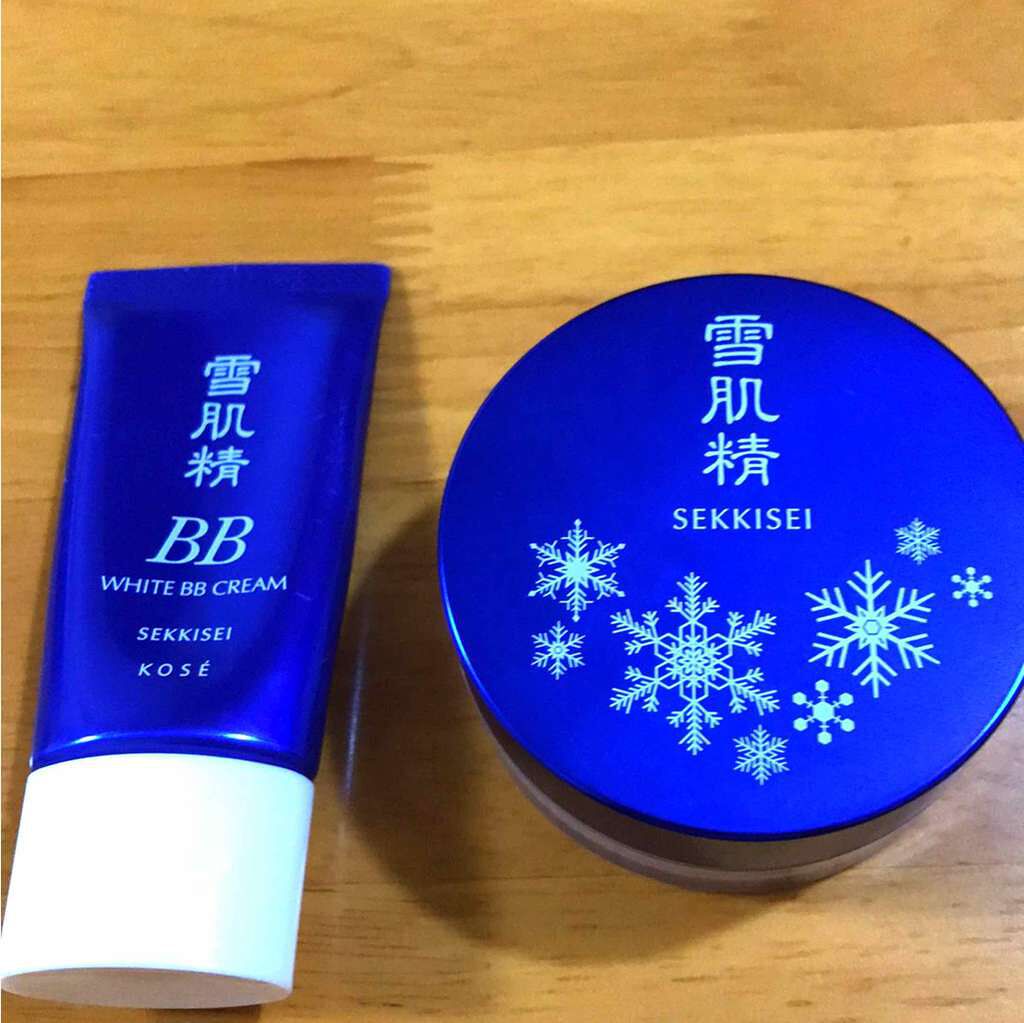 雪肌精
BB
WHITE BB CREAM
SEKKISEI
KOSÉ
雪肌精
SEKKISEI